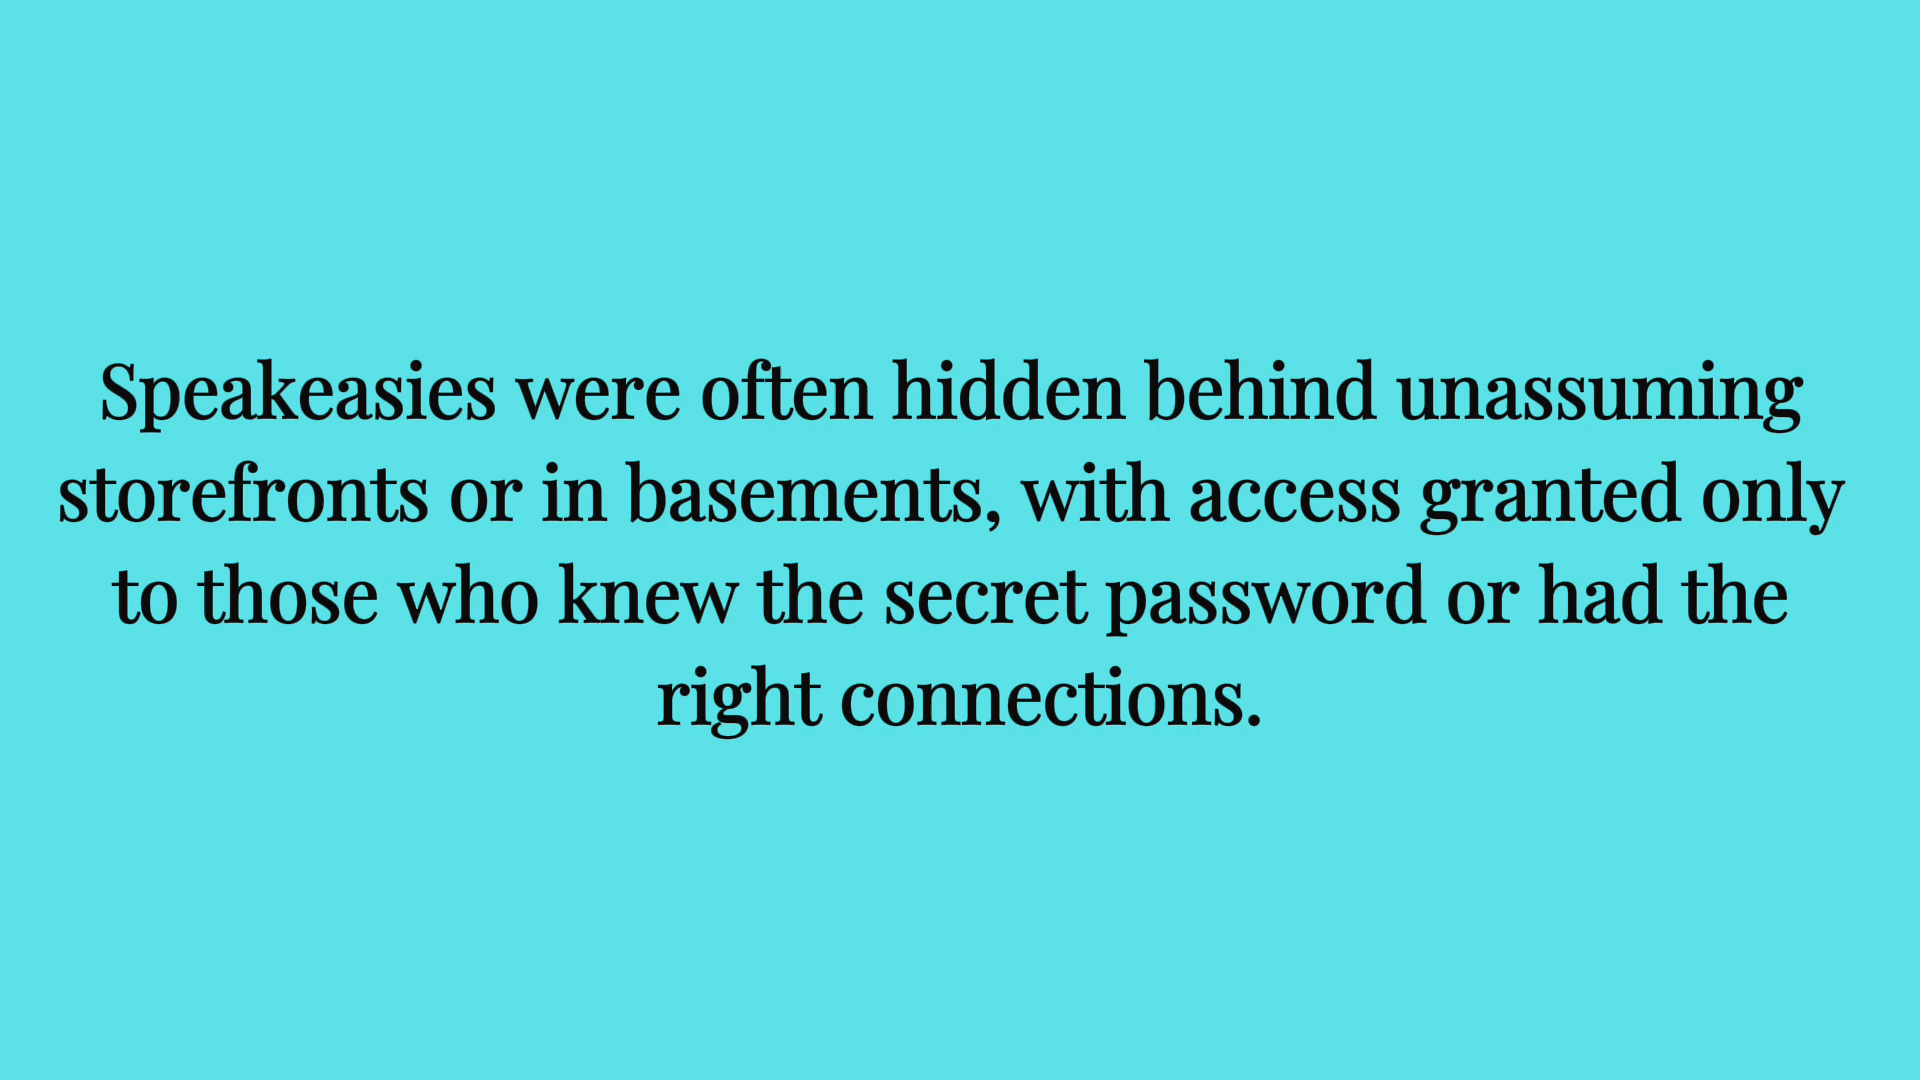 Speakeasies were often hidden behind unassuming
storefronts or in basements, with access granted only
to those who knew the secret password or had the
right connections.